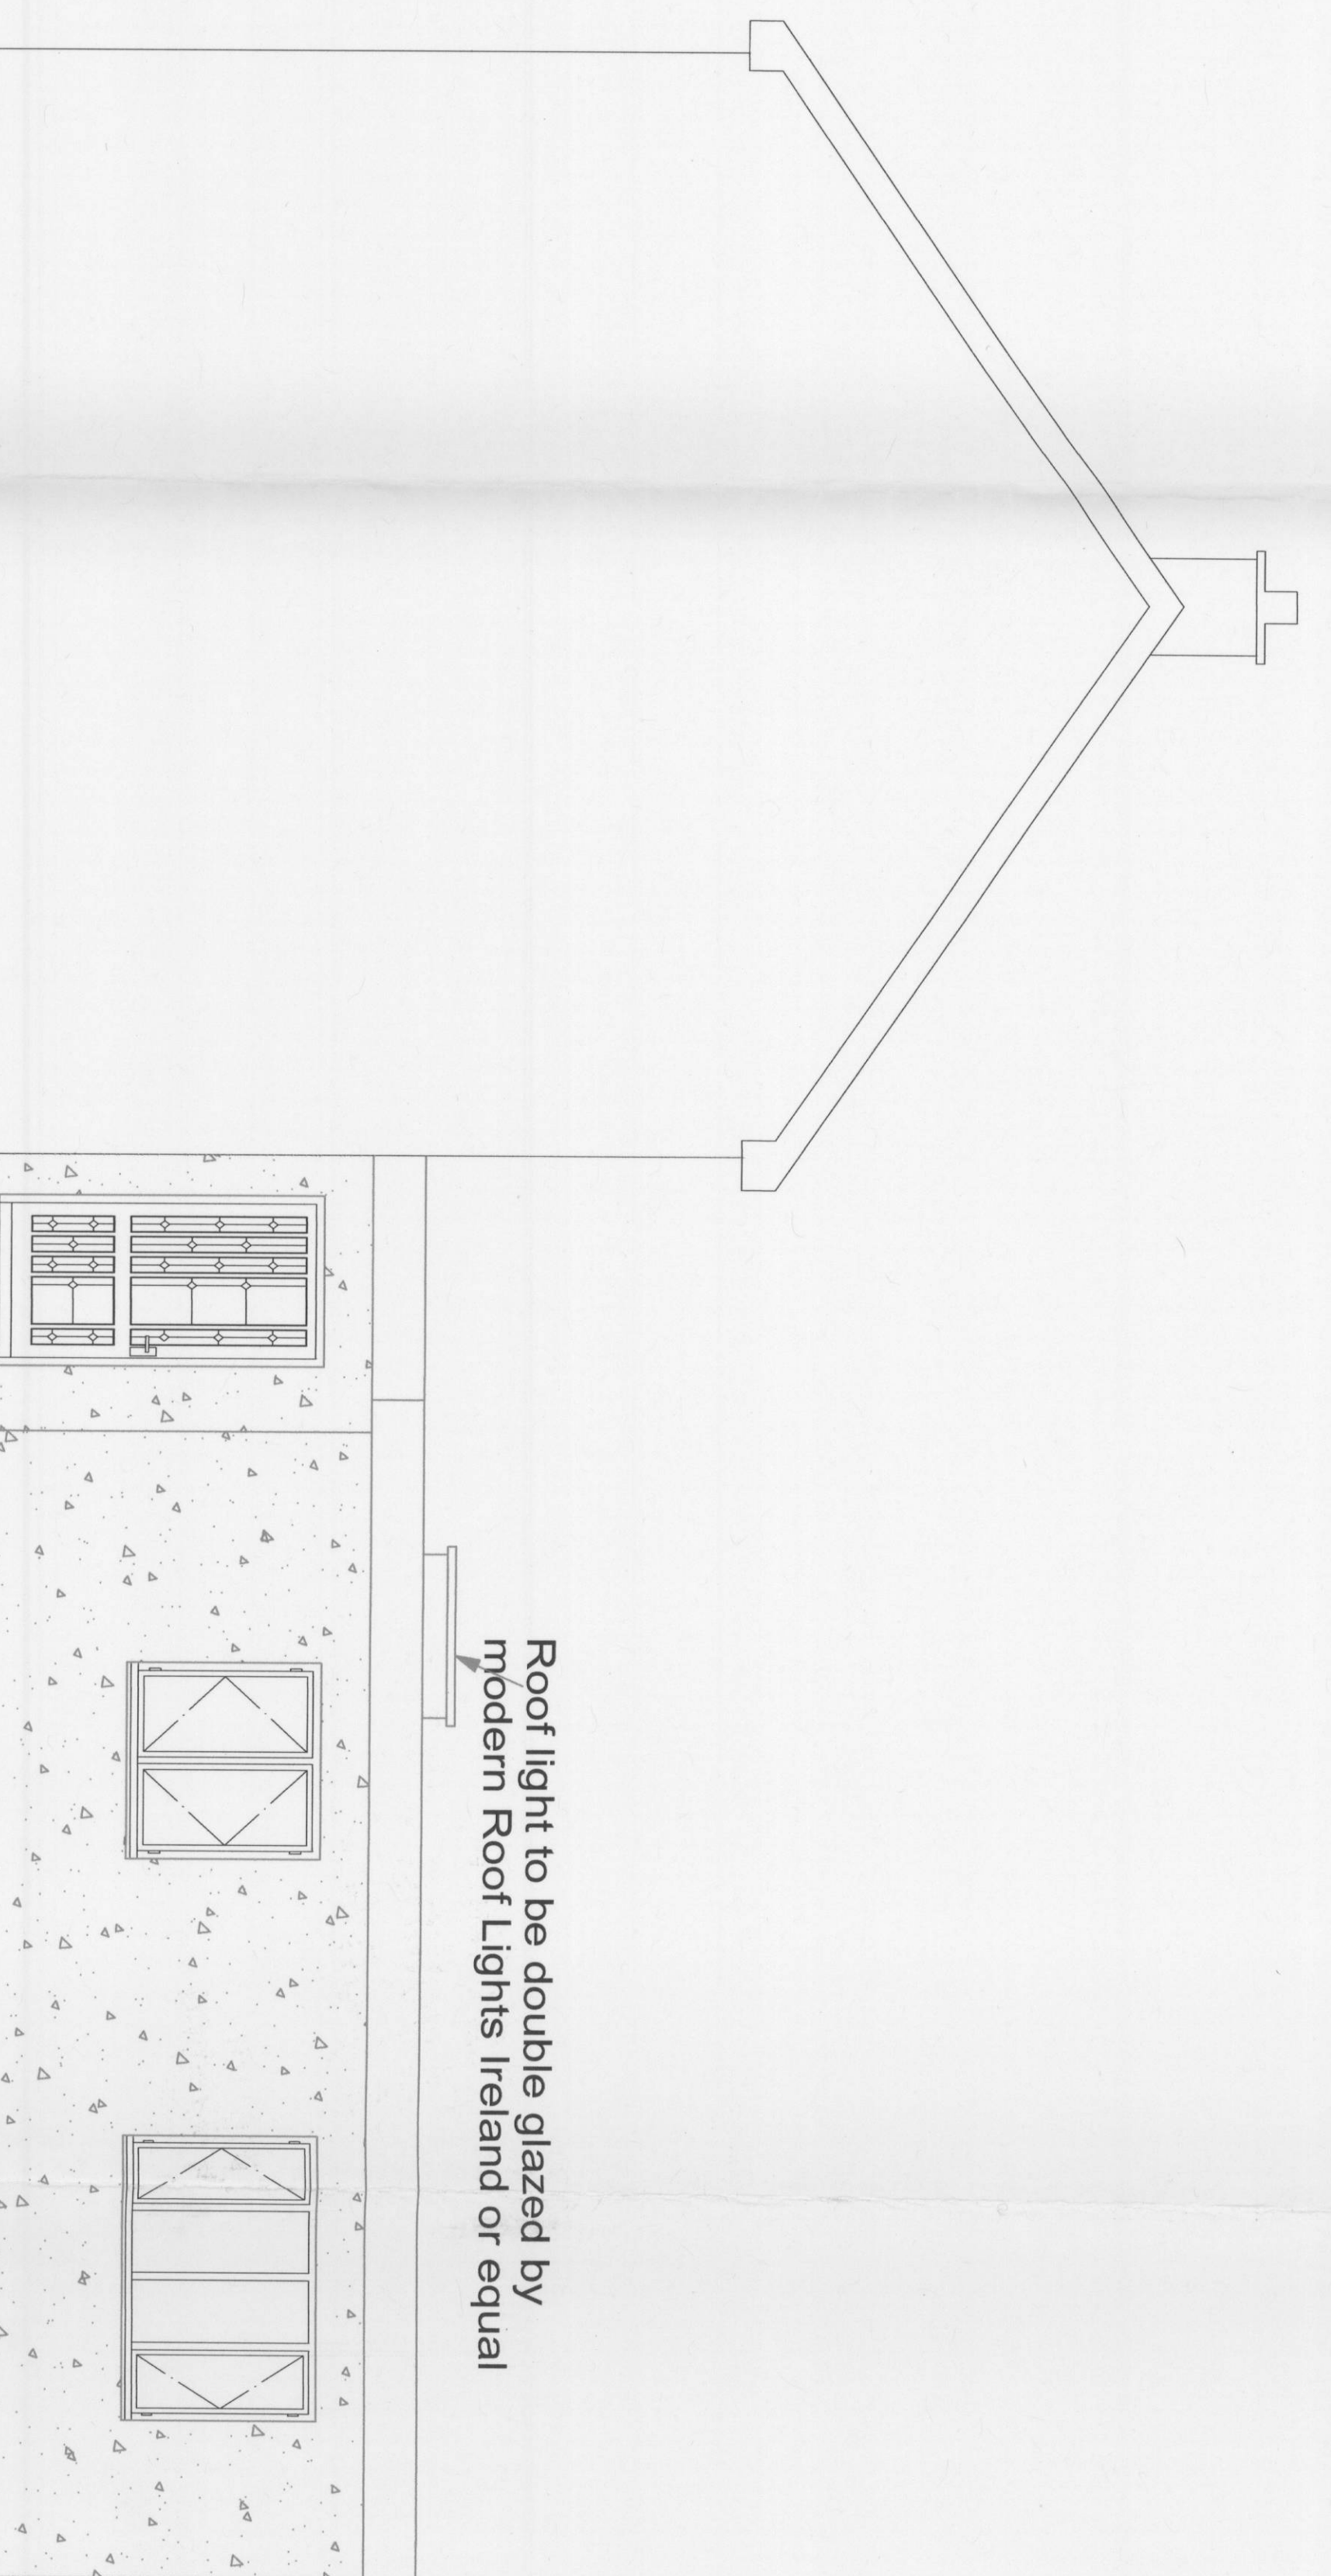 Roof light to be double glazed by
modern Roof Lights Ireland or equal